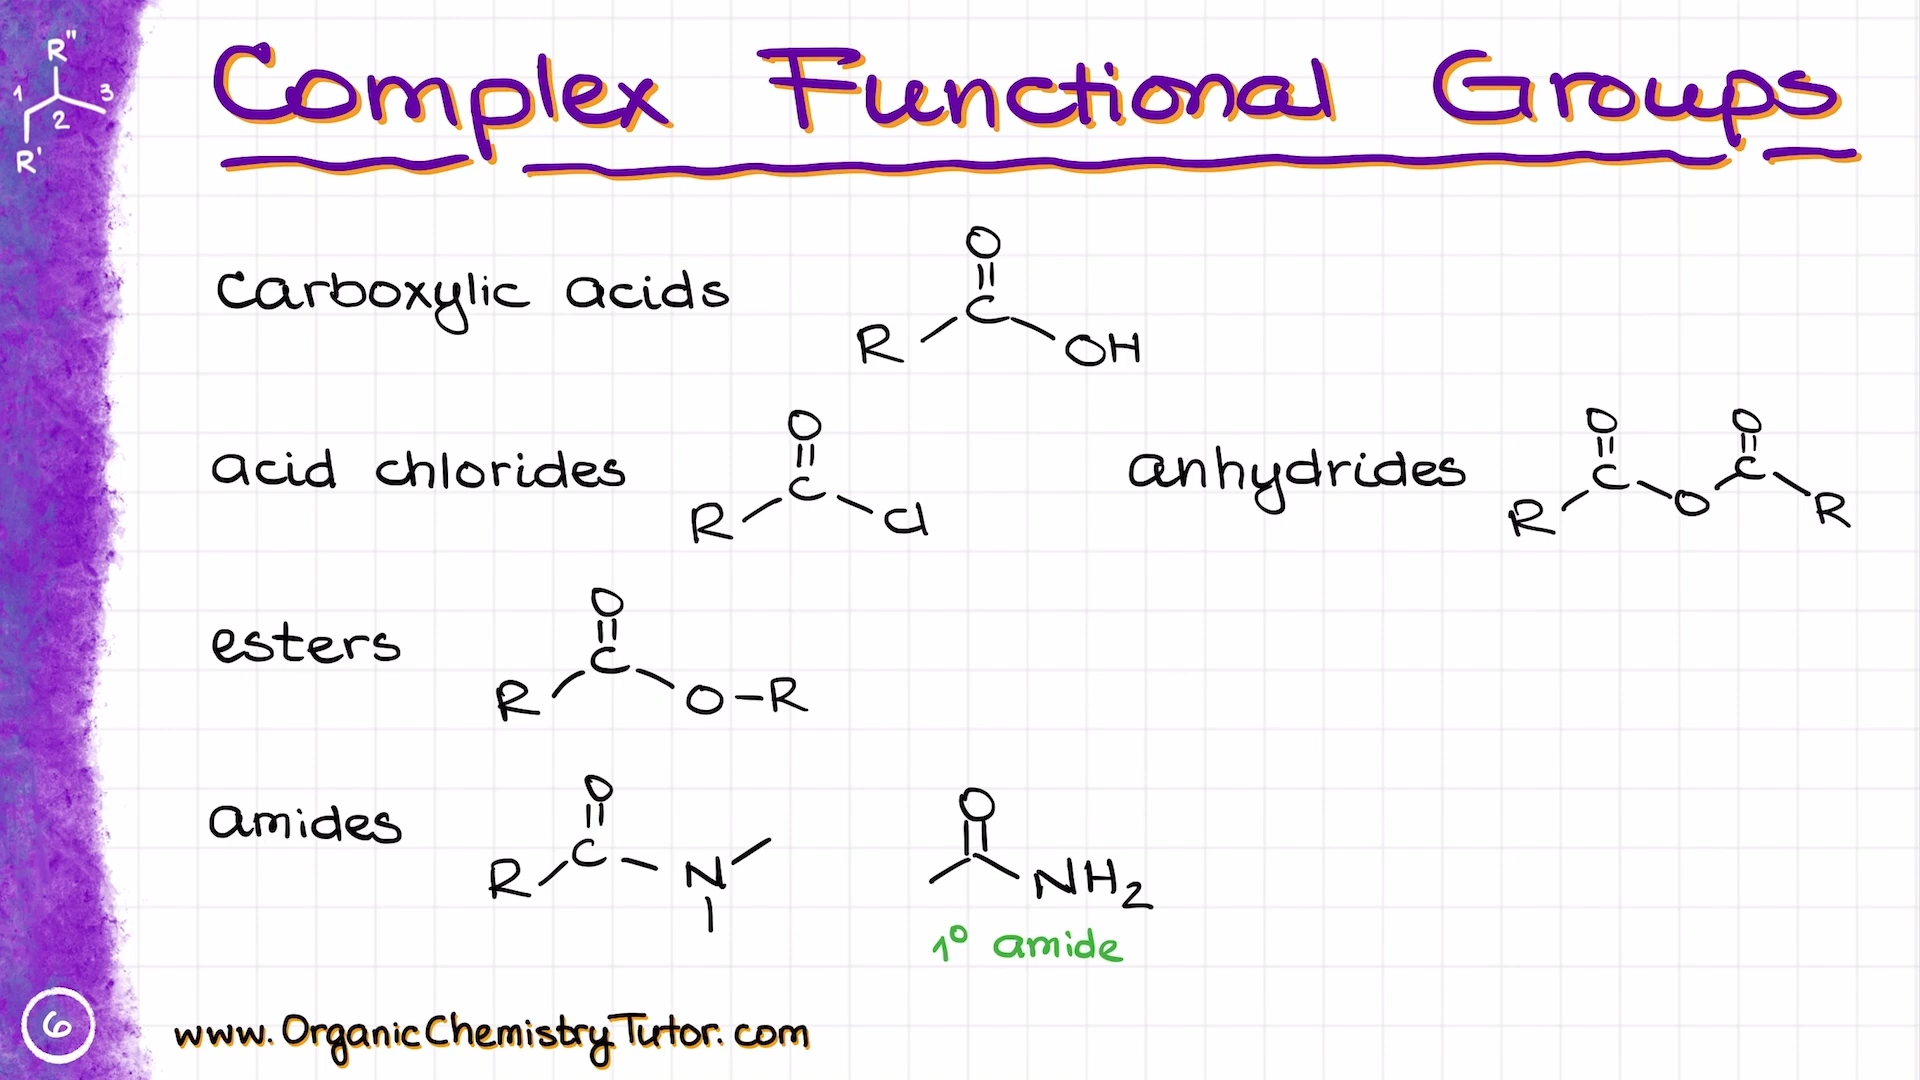 R"
1 2 3
R'
Complex Functional Groups
carboxylic acids
O
C
R OH
acid chlorides
O
C
R Cl
anhydrides
O O
C C
R O R
esters
O
C
R O-R
amides
O
C
R N
O
NH2
1° amide
6
www.OrganicChemistryTutor.com